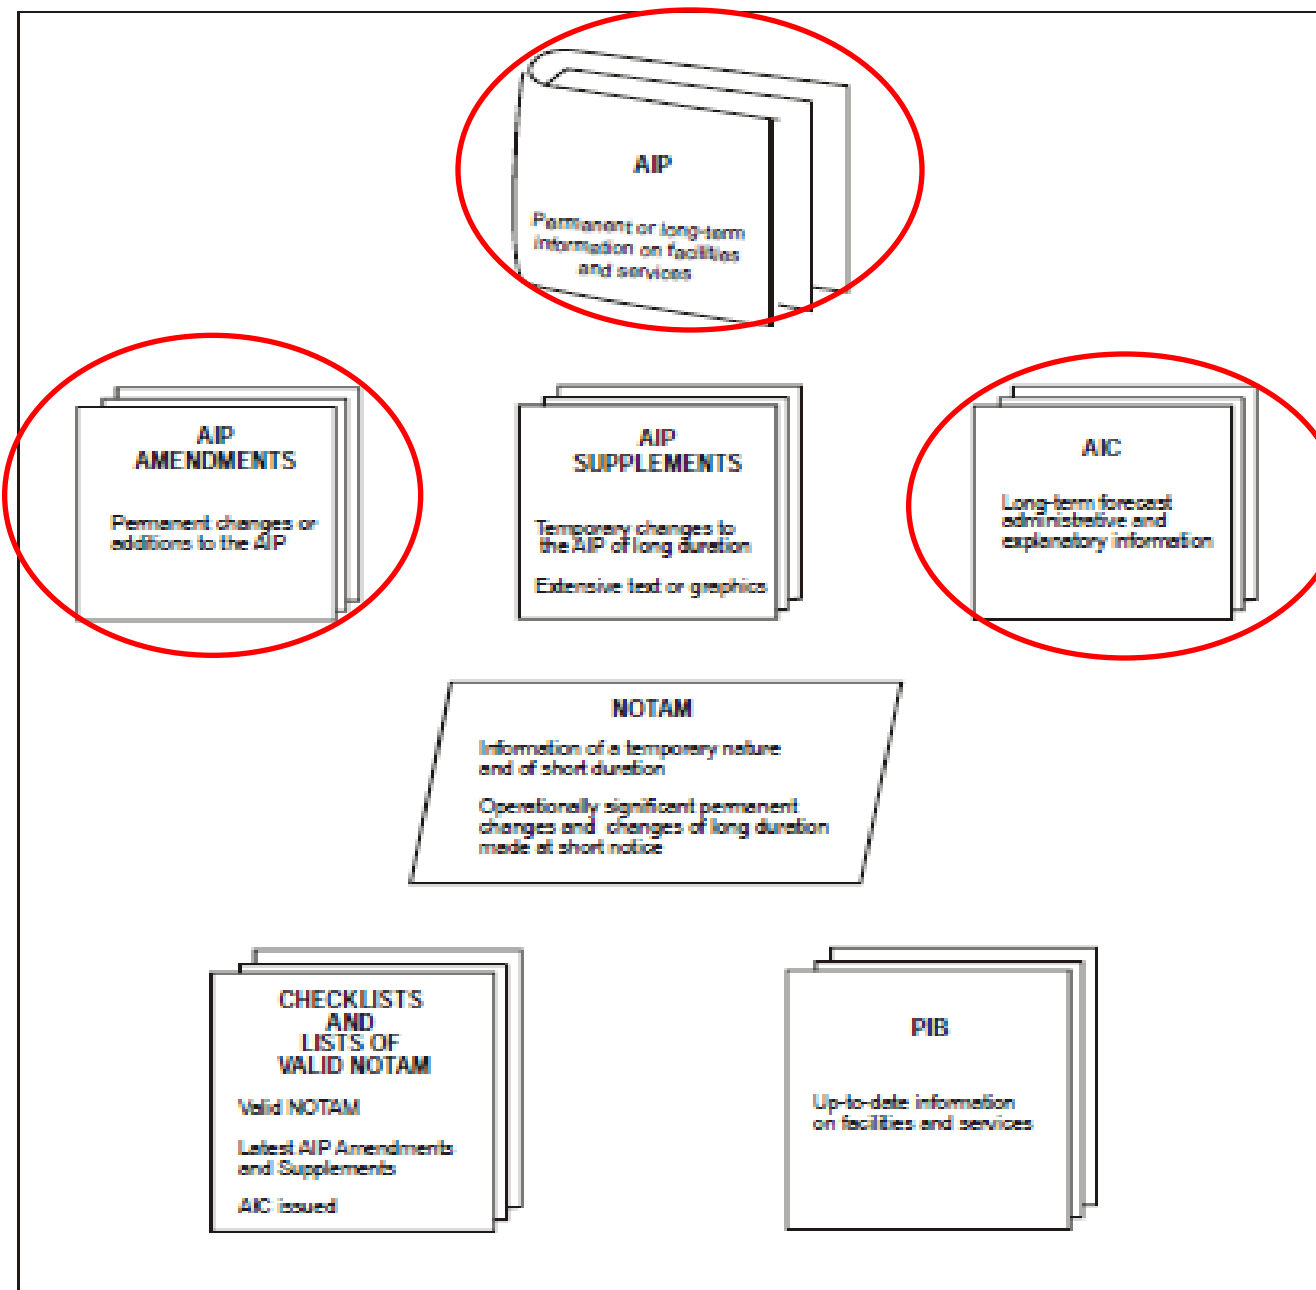 AIP
Permanent or long-term
information on facilities
and services
AIP
AMENDMENTS
Permanent changes or
additions to the AIP
AIP
SUPPLEMENTS
Temporary changes to
the AIP of long duration
Extensive text or graphics
AIC
Long-term forecast
administrative and
explanatory information
NOTAM
Information of a temporary nature
and of short duration
Operationally significant permanent
changes and changes of long duration
made at short notice
CHECKLISTS
AND
LISTS OF
VALID NOTAM
Valid NOTAM
Latest AIP Amendments
and Supplements
AIC issued
PIB
Up-to-date information
on facilities and services